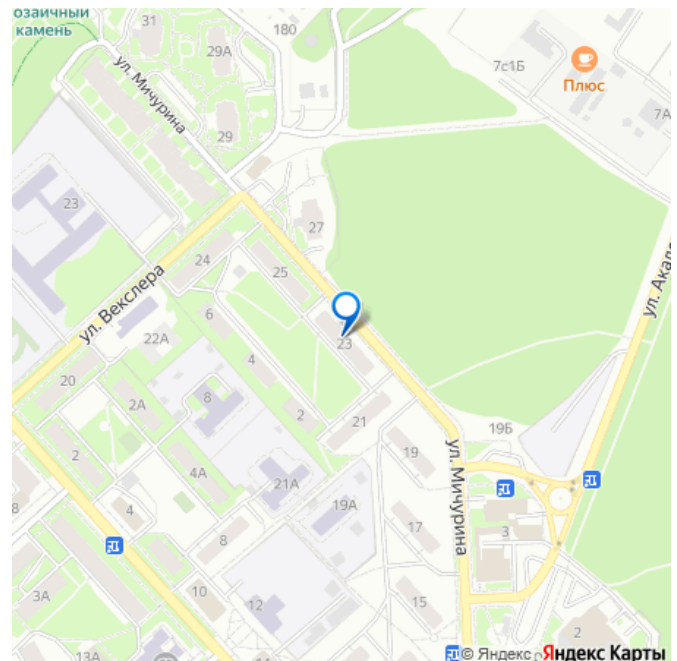 озаичный
камень
31
29А
180
7с1Б
Плюс
7А
ул. Мичурина
29
23
27
24
25
ул. Векслера
6
23
22А
4
20
8
2А
2
21
19Б
2
4А
19
ул. Мичурина
21А
19А
3
4
8
17
10
12
15
3А
2
13А
© Яндекс
Яндекс Карты